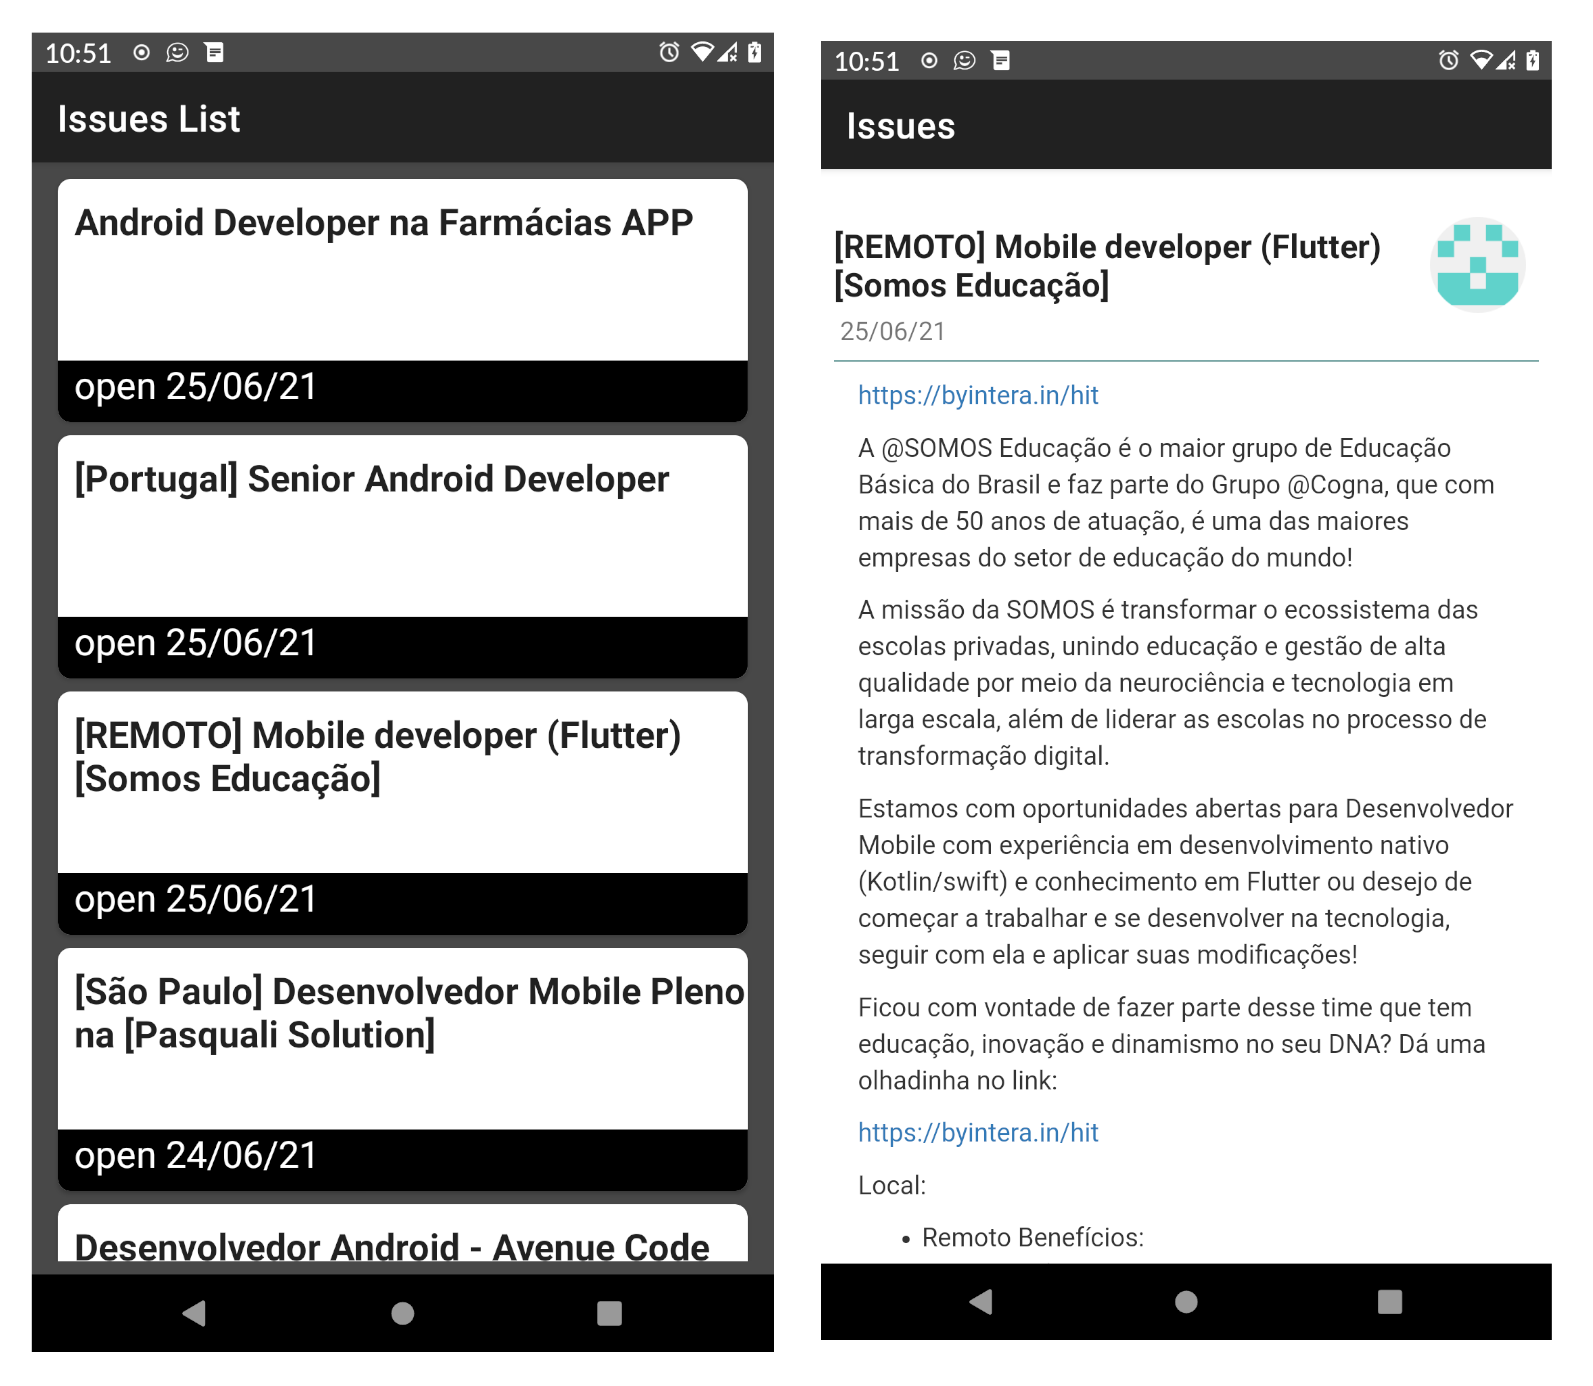 10:51
Issues List
Android Developer na Farmácias APP
open 25/06/21
[Portugal] Senior Android Developer
open 25/06/21
[REMOTO] Mobile developer (Flutter)
[Somos Educação]
open 25/06/21
[São Paulo] Desenvolvedor Mobile Pleno
na [Pasquali Solution]
open 24/06/21
Desenvolvedor Android - Avenue Code
10:51
Issues
[REMOTO] Mobile developer (Flutter)
[Somos Educação]
25/06/21
https://byintera.in/hit
A @SOMOS Educação é o maior grupo de Educação
Básica do Brasil e faz parte do Grupo @Cogna, que com
mais de 50 anos de atuação, é uma das maiores
empresas do setor de educação do mundo!
A missão da SOMOS é transformar o ecossistema das
escolas privadas, unindo educação e gestão de alta
qualidade por meio da neurociência e tecnologia em
larga escala, além de liderar as escolas no processo de
transformação digital.
Estamos com oportunidades abertas para Desenvolvedor
Mobile com experiência em desenvolvimento nativo
(Kotlin/swift) e conhecimento em Flutter ou desejo de
começar a trabalhar e se desenvolver na tecnologia,
seguir com ela e aplicar suas modificações!
Ficou com vontade de fazer parte desse time que tem
educação, inovação e dinamismo no seu DNA? Dá uma
olhadinha no link:
https://byintera.in/hit
Local:
• Remoto Benefícios: